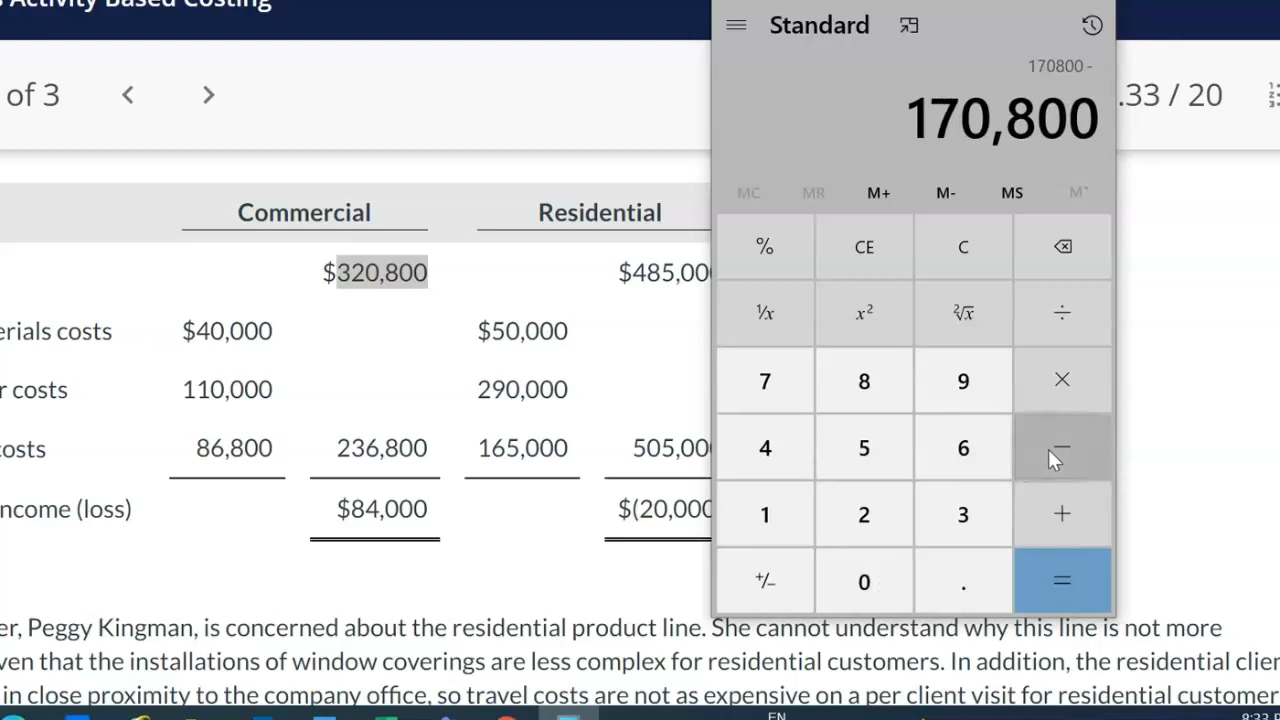 Activity Based Costing
of 3
.33 / 20
Standard
170800 -
170,800
MC MR M+ M- MS M˅
% CE C
¹/x x² ²√x ÷
7 8 9 ×
4 5 6 −
1 2 3 +
+/− 0 . =
Commercial Residential
$320,800 $485,00
erials costs $40,000 $50,000
r costs 110,000 290,000
costs 86,800 236,800 165,000 505,00
ncome (loss) $84,000 $(20,000
er, Peggy Kingman, is concerned about the residential product line. She cannot understand why this line is not more
ven that the installations of window coverings are less complex for residential customers. In addition, the residential clien
in close proximity to the company office, so travel costs are not as expensive on a per client visit for residential customer
EN
8:33